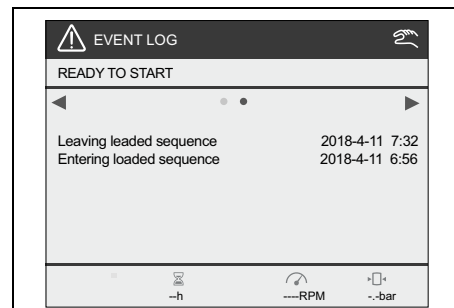 EVENT LOG
READY TO START
Leaving leaded sequence 2018-4-11 7:32
Entering loaded sequence 2018-4-11 6:56
--h ----RPM -.-bar